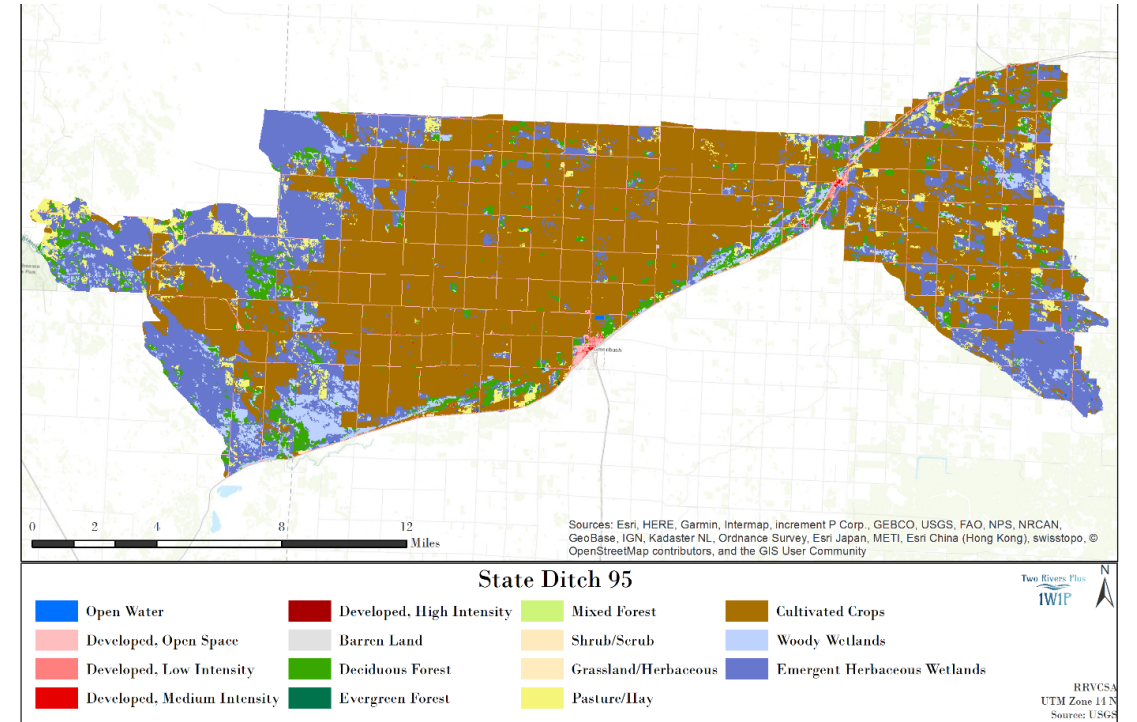 Greenbush
0 2 4 8 12
Miles
Sources: Esri, HERE, Garmin, Intermap, increment P Corp., GEBCO, USGS, FAO, NPS, NRCAN,
GeoBase, IGN, Kadaster NL, Ordnance Survey, Esri Japan, METI, Esri China (Hong Kong), swisstopo, ©
OpenStreetMap contributors, and the GIS User Community
State Ditch 95
Two Rivers Plus
1W1P
N
Open Water
Developed, Open Space
Developed, Low Intensity
Developed, Medium Intensity
Developed, High Intensity
Barren Land
Deciduous Forest
Evergreen Forest
Mixed Forest
Shrub/Scrub
Grassland/Herbaceous
Pasture/Hay
Cultivated Crops
Woody Wetlands
Emergent Herbaceous Wetlands
RRVCSA
UTM Zone 14 N
Source: USGS